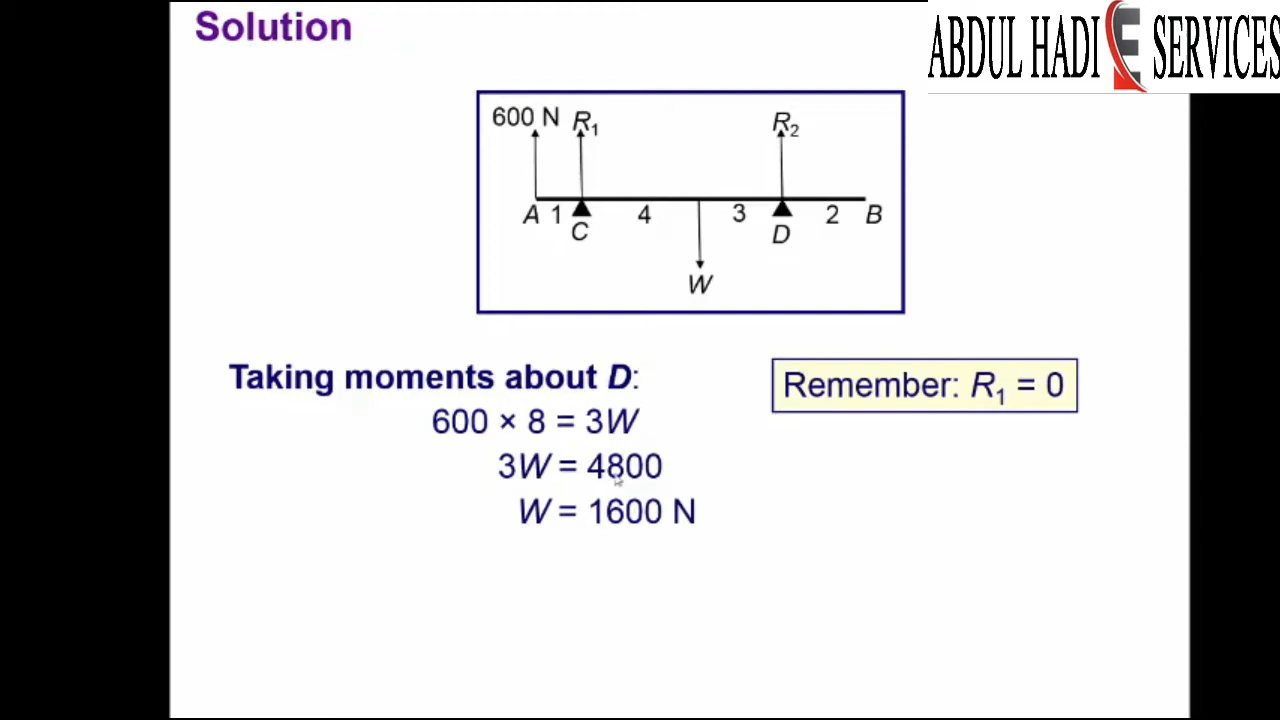 Solution
ABDUL HADI E SERVICES
600 N R₁ R₂
A 1 4 3 2 B
C D
W
Taking moments about D:
Remember: R₁ = 0
600 × 8 = 3W
3W = 4800
W = 1600 N